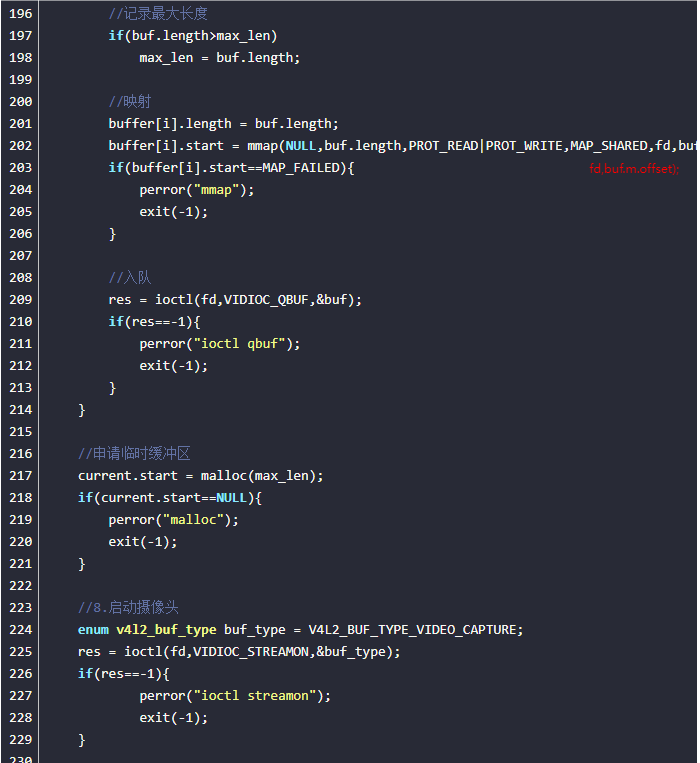 196 //记录最大长度
197 if(buf.length>max_len)
198 max_len = buf.length;
199
200 //映射
201 buffer[i].length = buf.length;
202 buffer[i].start = mmap(NULL,buf.length,PROT_READ|PROT_WRITE,MAP_SHARED,fd,buf
203 if(buffer[i].start==MAP_FAILED){ fd,buf.m.offset);
204 perror("mmap");
205 exit(-1);
206 }
207
208 //入队
209 res = ioctl(fd,VIDIOC_QBUF,&buf);
210 if(res==-1){
211 perror("ioctl qbuf");
212 exit(-1);
213 }
214 }
215
216 //申请临时缓冲区
217 current.start = malloc(max_len);
218 if(current.start==NULL){
219 perror("malloc");
220 exit(-1);
221 }
222
223 //8.启动摄像头
224 enum v4l2_buf_type buf_type = V4L2_BUF_TYPE_VIDEO_CAPTURE;
225 res = ioctl(fd,VIDIOC_STREAMON,&buf_type);
226 if(res==-1){
227 perror("ioctl streamon");
228 exit(-1);
229 }
230